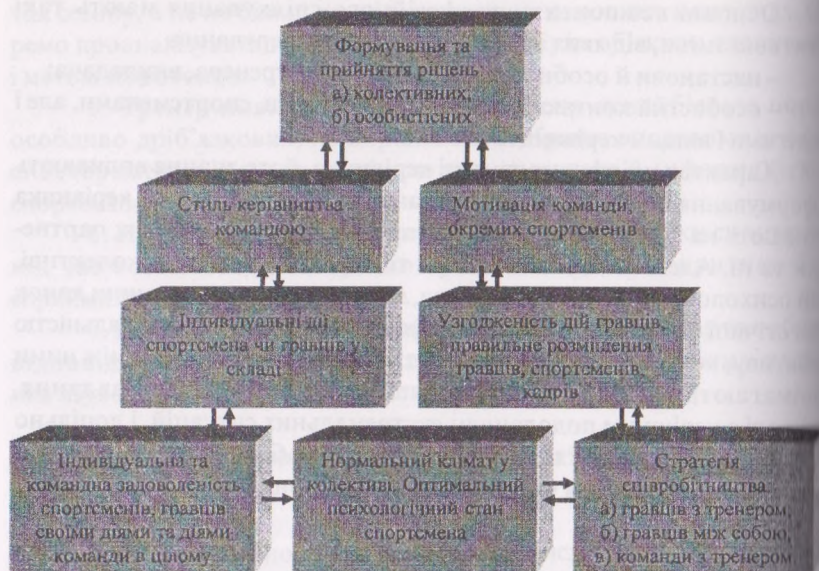 Формування та
прийняття рішень
а) колективних;
б) особистісних
Стиль керівництва
командою
Мотивація команди,
окремих спортсменів
Індивідуальні дії
спортсмена чи гравців у
складі
Узгодженість дій гравців,
правильне розміщення
гравців, спортсменів,
кадрів
Індивідуальна та
командна задоволеність
спортсменів, гравців
своїми діями та діями
команди в цілому
Нормальний клімат у
колективі. Оптимальний
психологічний стан
спортсмена
Стратегія
співробітництва
а) гравців з тренером,
б) гравців між собою,
в) команди з тренером